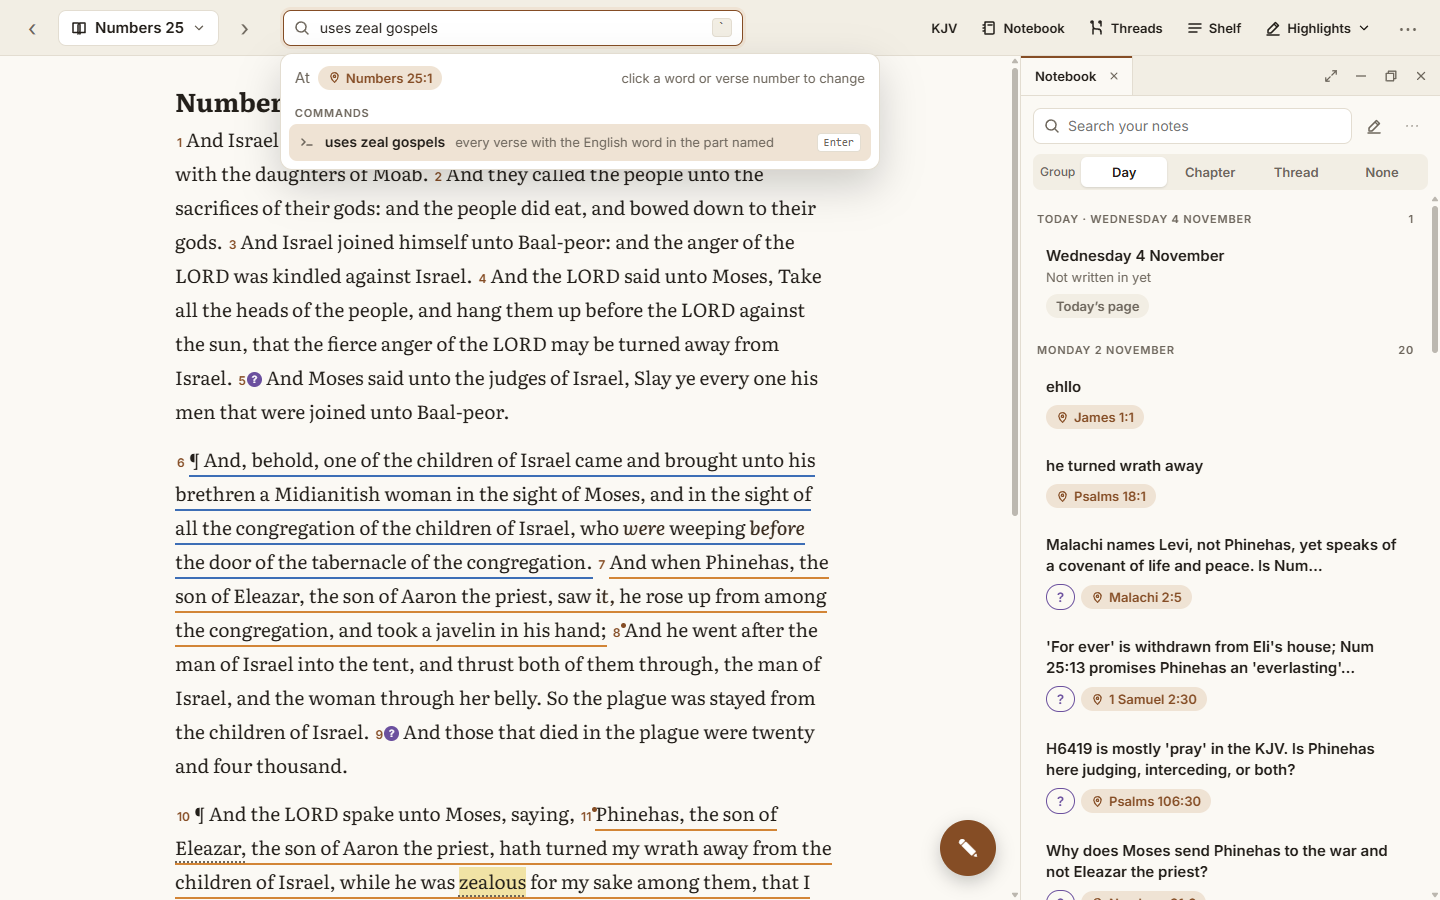 Numbers 25
uses zeal gospels
`
KJV
Notebook
Threads
Shelf
Highlights
At
Numbers 25:1
click a word or verse number to change
COMMANDS
uses zeal gospels every verse with the English word in the part named Enter
Number
1 And Israel
with the daughters of Moab. 2 And they called the people unto the
sacrifices of their gods: and the people did eat, and bowed down to their
gods. 3 And Israel joined himself unto Baal-peor: and the anger of the
LORD was kindled against Israel. 4 And the LORD said unto Moses, Take
all the heads of the people, and hang them up before the LORD against
the sun, that the fierce anger of the LORD may be turned away from
Israel. 5? And Moses said unto the judges of Israel, Slay ye every one his
men that were joined unto Baal-peor.
6 ¶ And, behold, one of the children of Israel came and brought unto his
brethren a Midianitish woman in the sight of Moses, and in the sight of
all the congregation of the children of Israel, who were weeping before
the door of the tabernacle of the congregation. 7 And when Phinehas, the
son of Eleazar, the son of Aaron the priest, saw it, he rose up from among
the congregation, and took a javelin in his hand; 8 And he went after the
man of Israel into the tent, and thrust both of them through, the man of
Israel, and the woman through her belly. So the plague was stayed from
the children of Israel. 9? And those that died in the plague were twenty
and four thousand.
10 ¶ And the LORD spake unto Moses, saying, 11 Phinehas, the son of
Eleazar, the son of Aaron the priest, hath turned my wrath away from the
children of Israel, while he was zealous for my sake among them, that I
Notebook
Search your notes
Group Day Chapter Thread None
TODAY · WEDNESDAY 4 NOVEMBER 1
Wednesday 4 November
Not written in yet
Today's page
MONDAY 2 NOVEMBER 20
ehllo
James 1:1
he turned wrath away
Psalms 18:1
Malachi names Levi, not Phinehas, yet speaks of
a covenant of life and peace. Is Num...
? Malachi 2:5
'For ever' is withdrawn from Eli's house; Num
25:13 promises Phinehas an 'everlasting'...
? 1 Samuel 2:30
H6419 is mostly 'pray' in the KJV. Is Phinehas
here judging, interceding, or both?
? Psalms 106:30
Why does Moses send Phinehas to the war and
not Eleazar the priest?